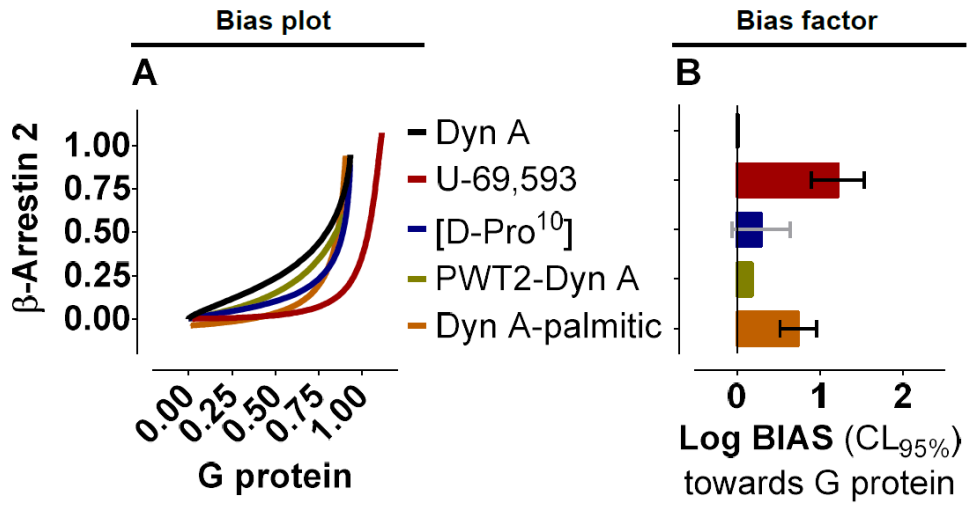 Bias plot
Bias factor
A
B
β-Arrestin 2
1.00
0.75
0.50
0.25
0.00
0.00
0.25
0.50
0.75
1.00
G protein
Dyn A
U-69,593
[D-Pro¹⁰]
PWT2-Dyn A
Dyn A-palmitic
0
1
2
Log BIAS (CL95%)
towards G protein